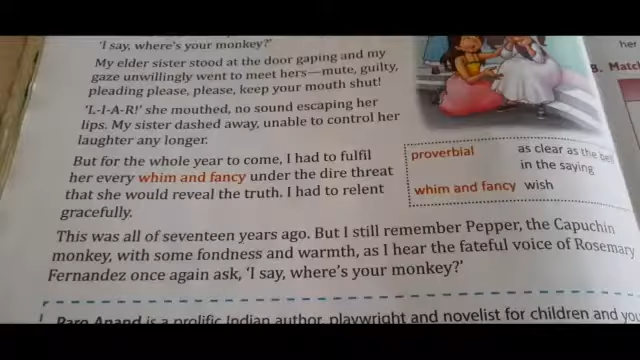 'I say, where's your monkey?'
My elder sister stood at the door gaping and my
gaze unwillingly went to meet hers—mute, guilty,
pleading please, please, keep your mouth shut!
'L-I-A-R!' she mouthed, no sound escaping her
lips. My sister dashed away, unable to control her
laughter any longer.
But for the whole year to come, I had to fulfil
her every whim and fancy under the dire threat
that she would reveal the truth. I had to relent
gracefully.
proverbial as clear as the bell
in the saying
whim and fancy wish
This was all of seventeen years ago. But I still remember Pepper, the Capuchin
monkey, with some fondness and warmth, as I hear the fateful voice of Rosemary
Fernandez once again ask, 'I say, where's your monkey?'
Paro Anand is a prolific Indian author, playwright and novelist for children and you
her
B. Match